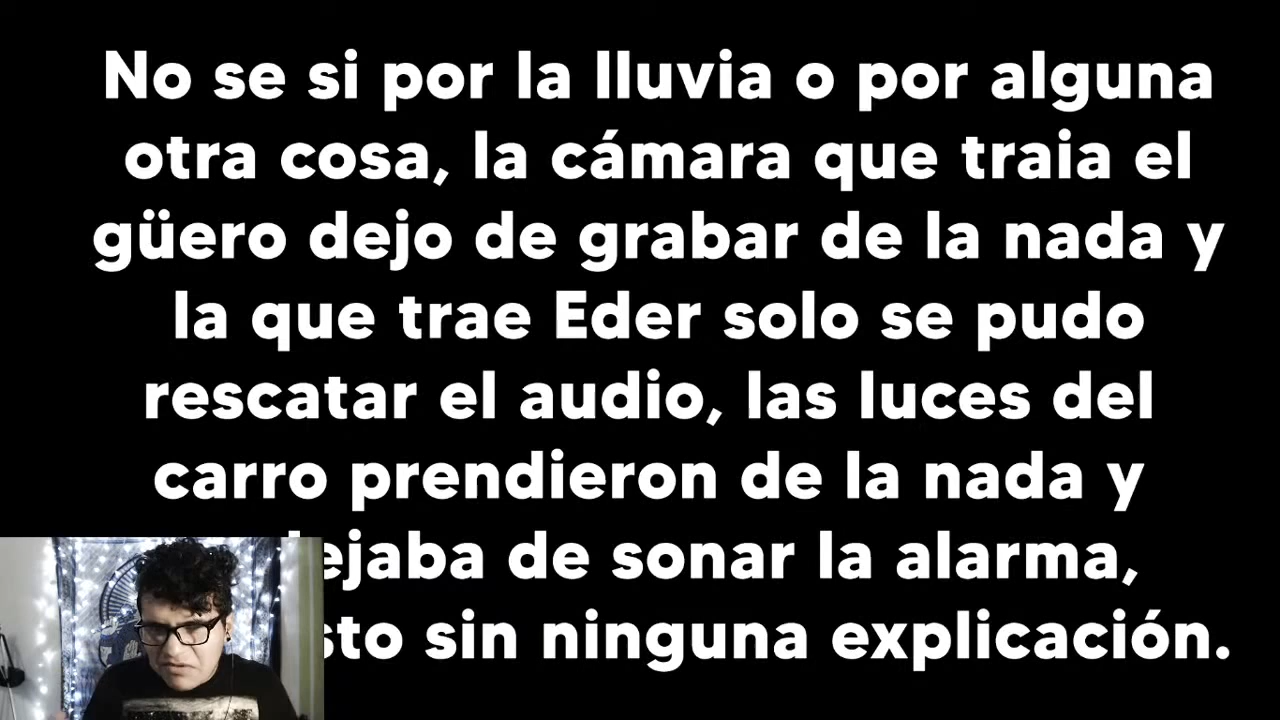 No se si por la lluvia o por alguna
otra cosa, la cámara que traia el
güero dejo de grabar de la nada y
la que trae Eder solo se pudo
rescatar el audio, las luces del
carro prendieron de la nada y
de sonar la alarma,
sin ninguna explicación.